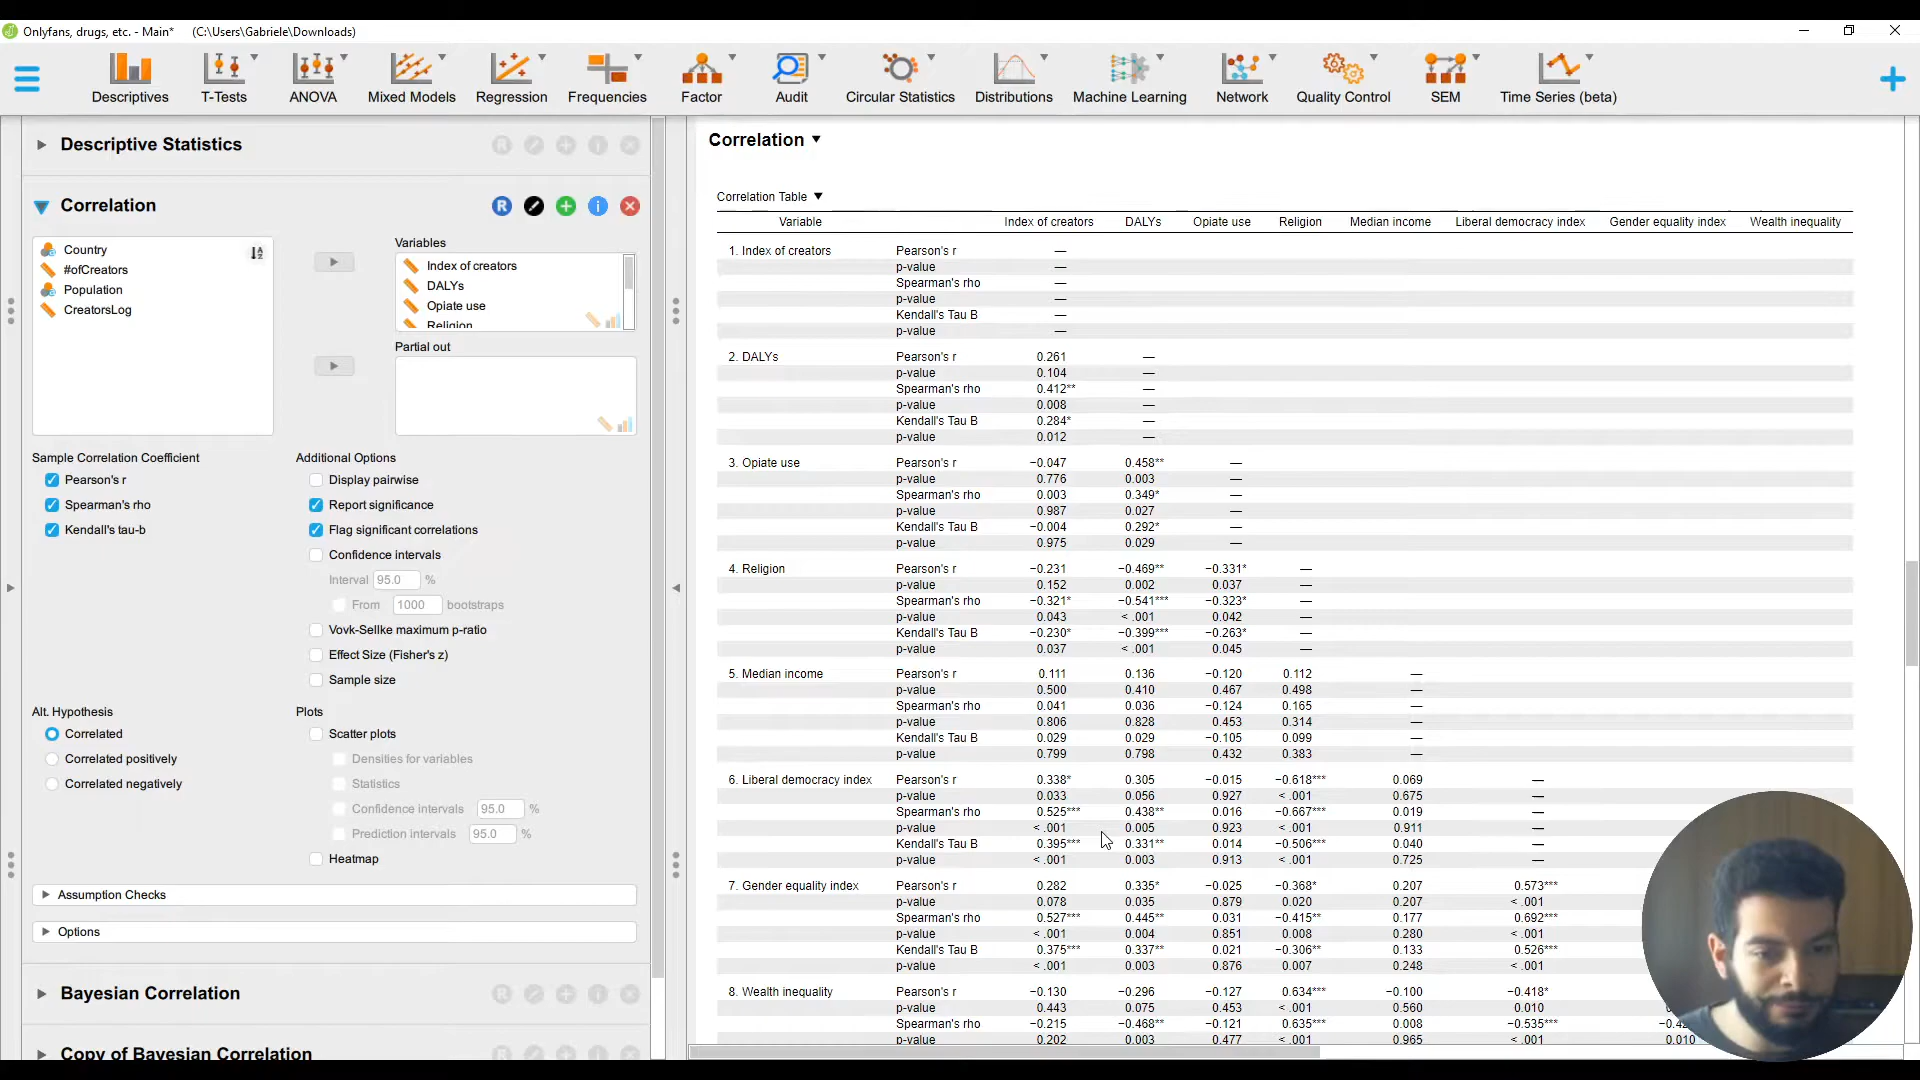 Onlyfans, drugs, etc. - Main* (C:\Users\Gabriele\Downloads)
Descriptives T-Tests ANOVA Mixed Models Regression Frequencies Factor Audit Circular Statistics Distributions Machine Learning Network Quality Control SEM Time Series (beta)
Descriptive Statistics
Correlation
Country
#ofCreators
Population
CreatorsLog
Variables
Index of creators
DALYs
Opiate use
Religion
Partial out
Sample Correlation Coefficient
Pearson's r
Spearman's rho
Kendall's tau-b
Additional Options
Display pairwise
Report significance
Flag significant correlations
Confidence intervals
Interval 95.0 %
From 1000 bootstraps
Vovk-Sellke maximum p-ratio
Effect Size (Fisher's z)
Sample size
Alt. Hypothesis
Correlated
Correlated positively
Correlated negatively
Plots
Scatter plots
Densities for variables
Statistics
Confidence intervals 95.0 %
Prediction intervals 95.0 %
Heatmap
Assumption Checks
Options
Bayesian Correlation
Copy of Bayesian Correlation
Correlation
Correlation Table
Variable Index of creators DALYs Opiate use Religion Median income Liberal democracy index Gender equality index Wealth inequality
1. Index of creators Pearson's r —
p-value —
Spearman's rho —
p-value —
Kendall's Tau B —
p-value —
2. DALYs Pearson's r 0.261 —
p-value 0.104 —
Spearman's rho 0.412** —
p-value 0.008 —
Kendall's Tau B 0.284* —
p-value 0.012 —
3. Opiate use Pearson's r −0.047 0.458** —
p-value 0.776 0.003 —
Spearman's rho 0.003 0.349* —
p-value 0.987 0.027 —
Kendall's Tau B −0.004 0.292* —
p-value 0.975 0.029 —
4. Religion Pearson's r −0.231 −0.469** −0.331* —
p-value 0.152 0.002 0.037 —
Spearman's rho −0.321* −0.541*** −0.323* —
p-value 0.043 < .001 0.042 —
Kendall's Tau B −0.230* −0.399*** −0.263* —
p-value 0.037 < .001 0.045 —
5. Median income Pearson's r 0.111 0.136 −0.120 0.112 —
p-value 0.500 0.410 0.467 0.498 —
Spearman's rho 0.041 0.036 −0.124 0.165 —
p-value 0.806 0.828 0.453 0.314 —
Kendall's Tau B 0.029 0.029 −0.105 0.099 —
p-value 0.799 0.798 0.432 0.383 —
6. Liberal democracy index Pearson's r 0.338* 0.305 −0.015 −0.618*** 0.069 —
p-value 0.033 0.056 0.927 < .001 0.675 —
Spearman's rho 0.525*** 0.438** 0.016 −0.667*** 0.019 —
p-value < .001 0.005 0.923 < .001 0.911 —
Kendall's Tau B 0.395*** 0.331** 0.014 −0.506*** 0.040 —
p-value < .001 0.003 0.913 < .001 0.725 —
7. Gender equality index Pearson's r 0.282 0.335* −0.025 −0.368* 0.207 0.573***
p-value 0.078 0.035 0.879 0.020 0.207 < .001
Spearman's rho 0.527*** 0.445** 0.031 −0.415** 0.177 0.692***
p-value < .001 0.004 0.851 0.008 0.280 < .001
Kendall's Tau B 0.375*** 0.337** 0.021 −0.306** 0.133 0.526***
p-value < .001 0.003 0.876 0.007 0.248 < .001
8. Wealth inequality Pearson's r −0.130 −0.296 −0.127 0.634*** −0.100 −0.418*
p-value 0.443 0.075 0.453 < .001 0.560 0.010
Spearman's rho −0.215 −0.468** −0.121 0.635*** 0.008 −0.535***
p-value 0.202 0.003 0.477 < .001 0.965 < .001 0.010